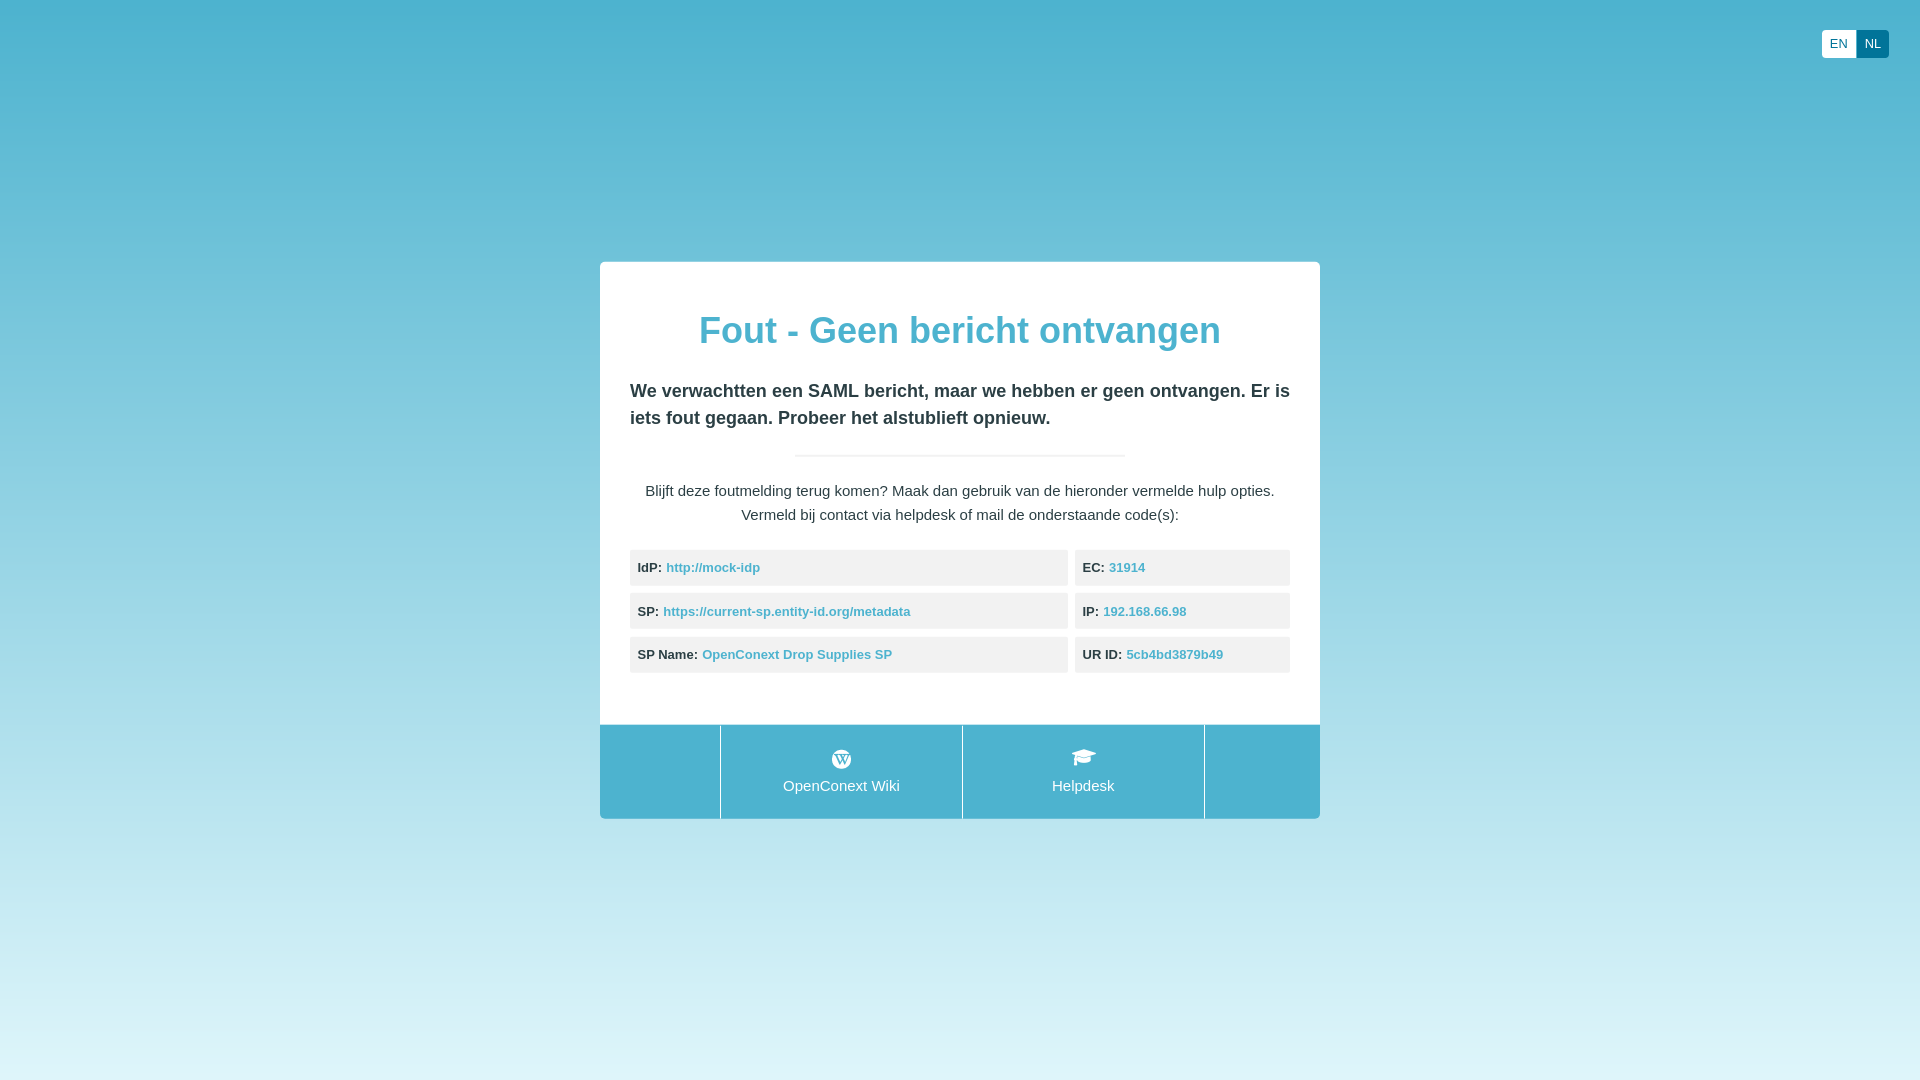 EN NL
Fout - Geen bericht ontvangen
We verwachtten een SAML bericht, maar we hebben er geen ontvangen. Er is
iets fout gegaan. Probeer het alstublieft opnieuw.
Blijft deze foutmelding terug komen? Maak dan gebruik van de hieronder vermelde hulp opties.
Vermeld bij contact via helpdesk of mail de onderstaande code(s):
IdP: http://mock-idp
EC: 31914
SP: https://current-sp.entity-id.org/metadata
IP: 192.168.66.98
SP Name: OpenConext Drop Supplies SP
UR ID: 5cb4bd3879b49
OpenConext Wiki
Helpdesk